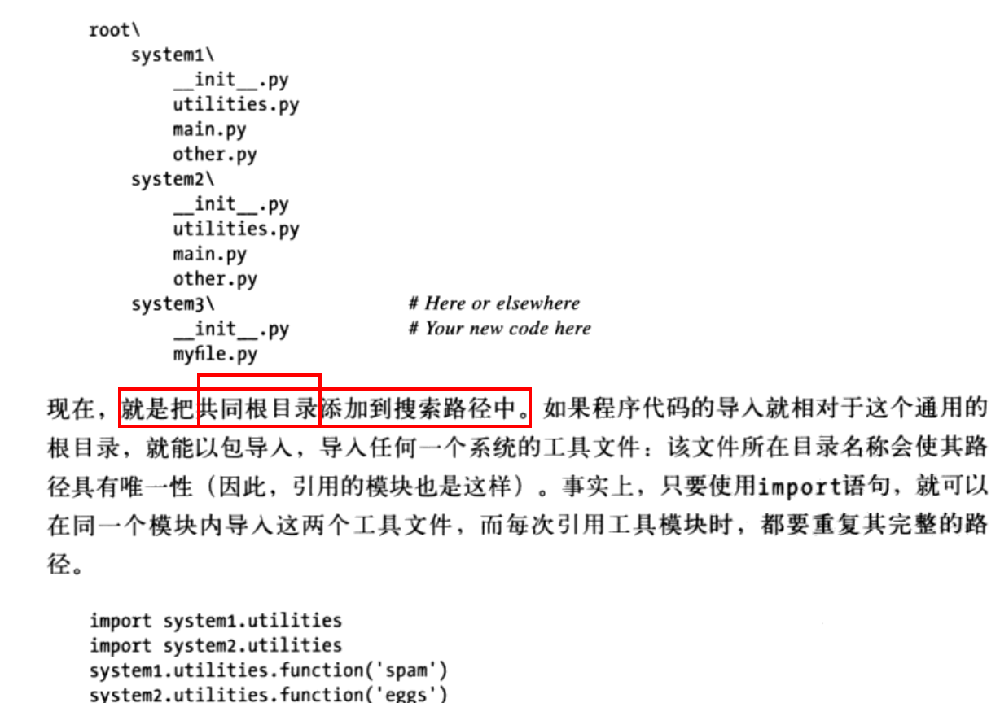 root\
system1\
__init__.py
utilities.py
main.py
other.py
system2\
__init__.py
utilities.py
main.py
other.py
system3\ # Here or elsewhere
__init__.py # Your new code here
myfile.py
现在，就是把共同根目录添加到搜索路径中。如果程序代码的导入就相对于这个通用的
根目录，就能以包导入，导入任何一个系统的工具文件：该文件所在目录名称会使其路
径具有唯一性（因此，引用的模块也是这样）。事实上，只要使用import语句，就可以
在同一个模块内导入这两个工具文件，而每次引用工具模块时，都要重复其完整的路
径。
import system1.utilities
import system2.utilities
system1.utilities.function('spam')
system2.utilities.function('eggs')